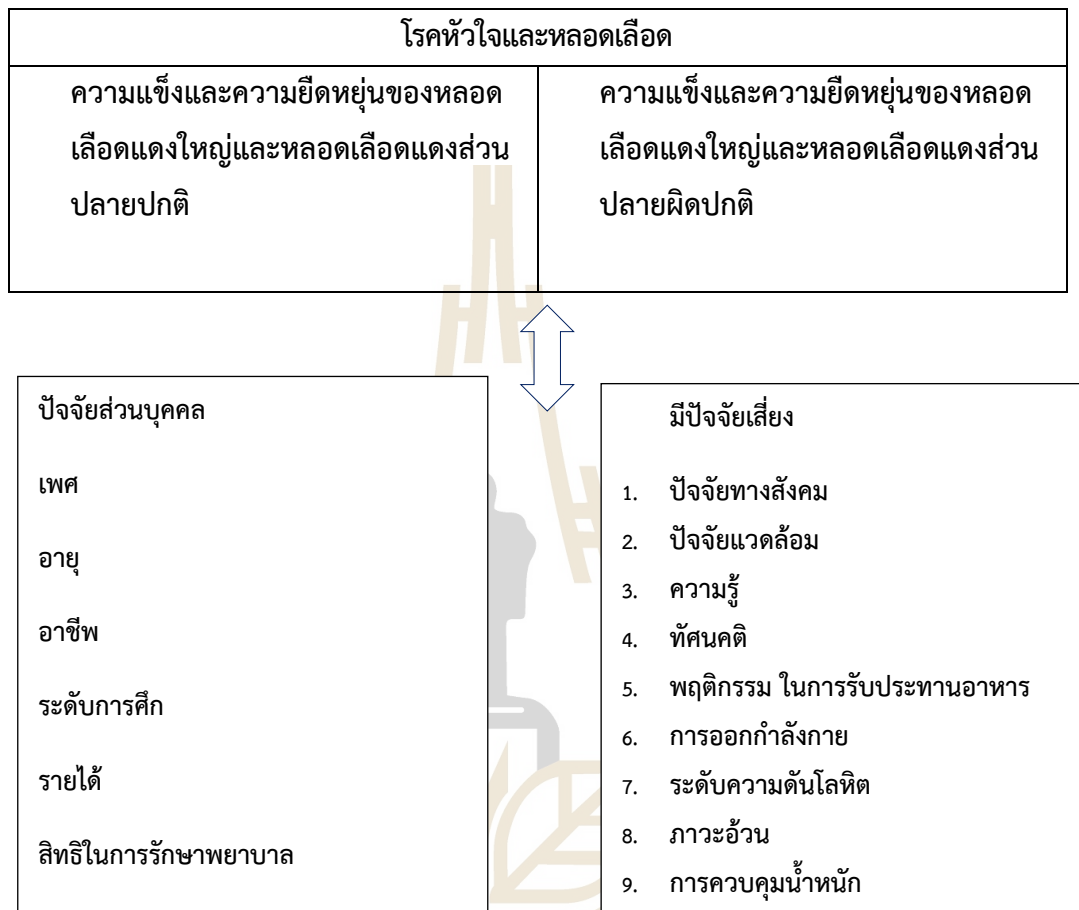 โรคหัวใจและหลอดเลือด
ความแข็งและความยืดหยุ่นของหลอด
เลือดแดงใหญ่และหลอดเลือดแดงส่วน
ปลายปกติ
ความแข็งและความยืดหยุ่นของหลอด
เลือดแดงใหญ่และหลอดเลือดแดงส่วน
ปลายผิดปกติ
ปัจจัยส่วนบุคคล
เพศ
อายุ
อาชีพ
ระดับการศึก
รายได้
สิทธิในการรักษาพยาบาล
มีปัจจัยเสี่ยง
1. ปัจจัยทางสังคม
2. ปัจจัยแวดล้อม
3. ความรู้
4. ทัศนคติ
5. พฤติกรรม ในการรับประทานอาหาร
6. การออกกำลังกาย
7. ระดับความดันโลหิต
8. ภาวะอ้วน
9. การควบคุมน้ำหนัก